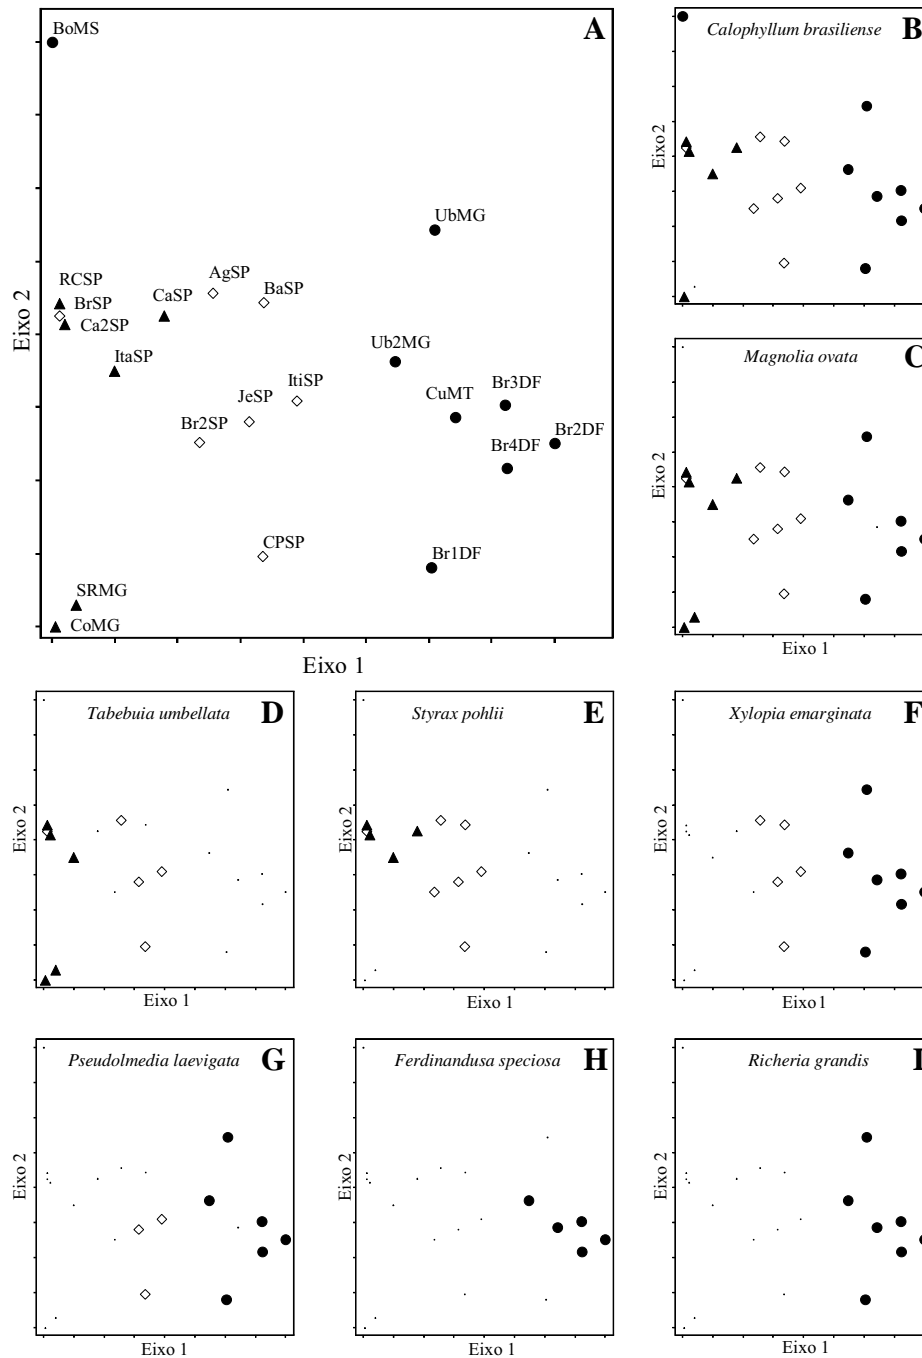 A
BoMS
UbMG
RCSP
AgSP
BaSP
BrSP
CaSP
Ca2SP
ItaSP
Ub2MG
Br3DF
CuMT
ItiSP
JeSP
Br2SP
Br2DF
Br4DF
CPSP
Br1DF
SRMG
CoMG
Eixo 2
Eixo 1
Calophyllum brasiliense B
Eixo 2
Magnolia ovata C
Eixo 2
Eixo 1
Tabebuia umbellata D
Eixo 2
Eixo 1
Styrax pohlii E
Eixo 2
Eixo 1
Xylopia emarginata F
Eixo 2
Eixo1
Pseudolmedia laevigata G
Eixo 2
Eixo 1
Ferdinandusa speciosa H
Eixo 2
Eixo 1
Richeria grandis I
Eixo 2
Eixo 1